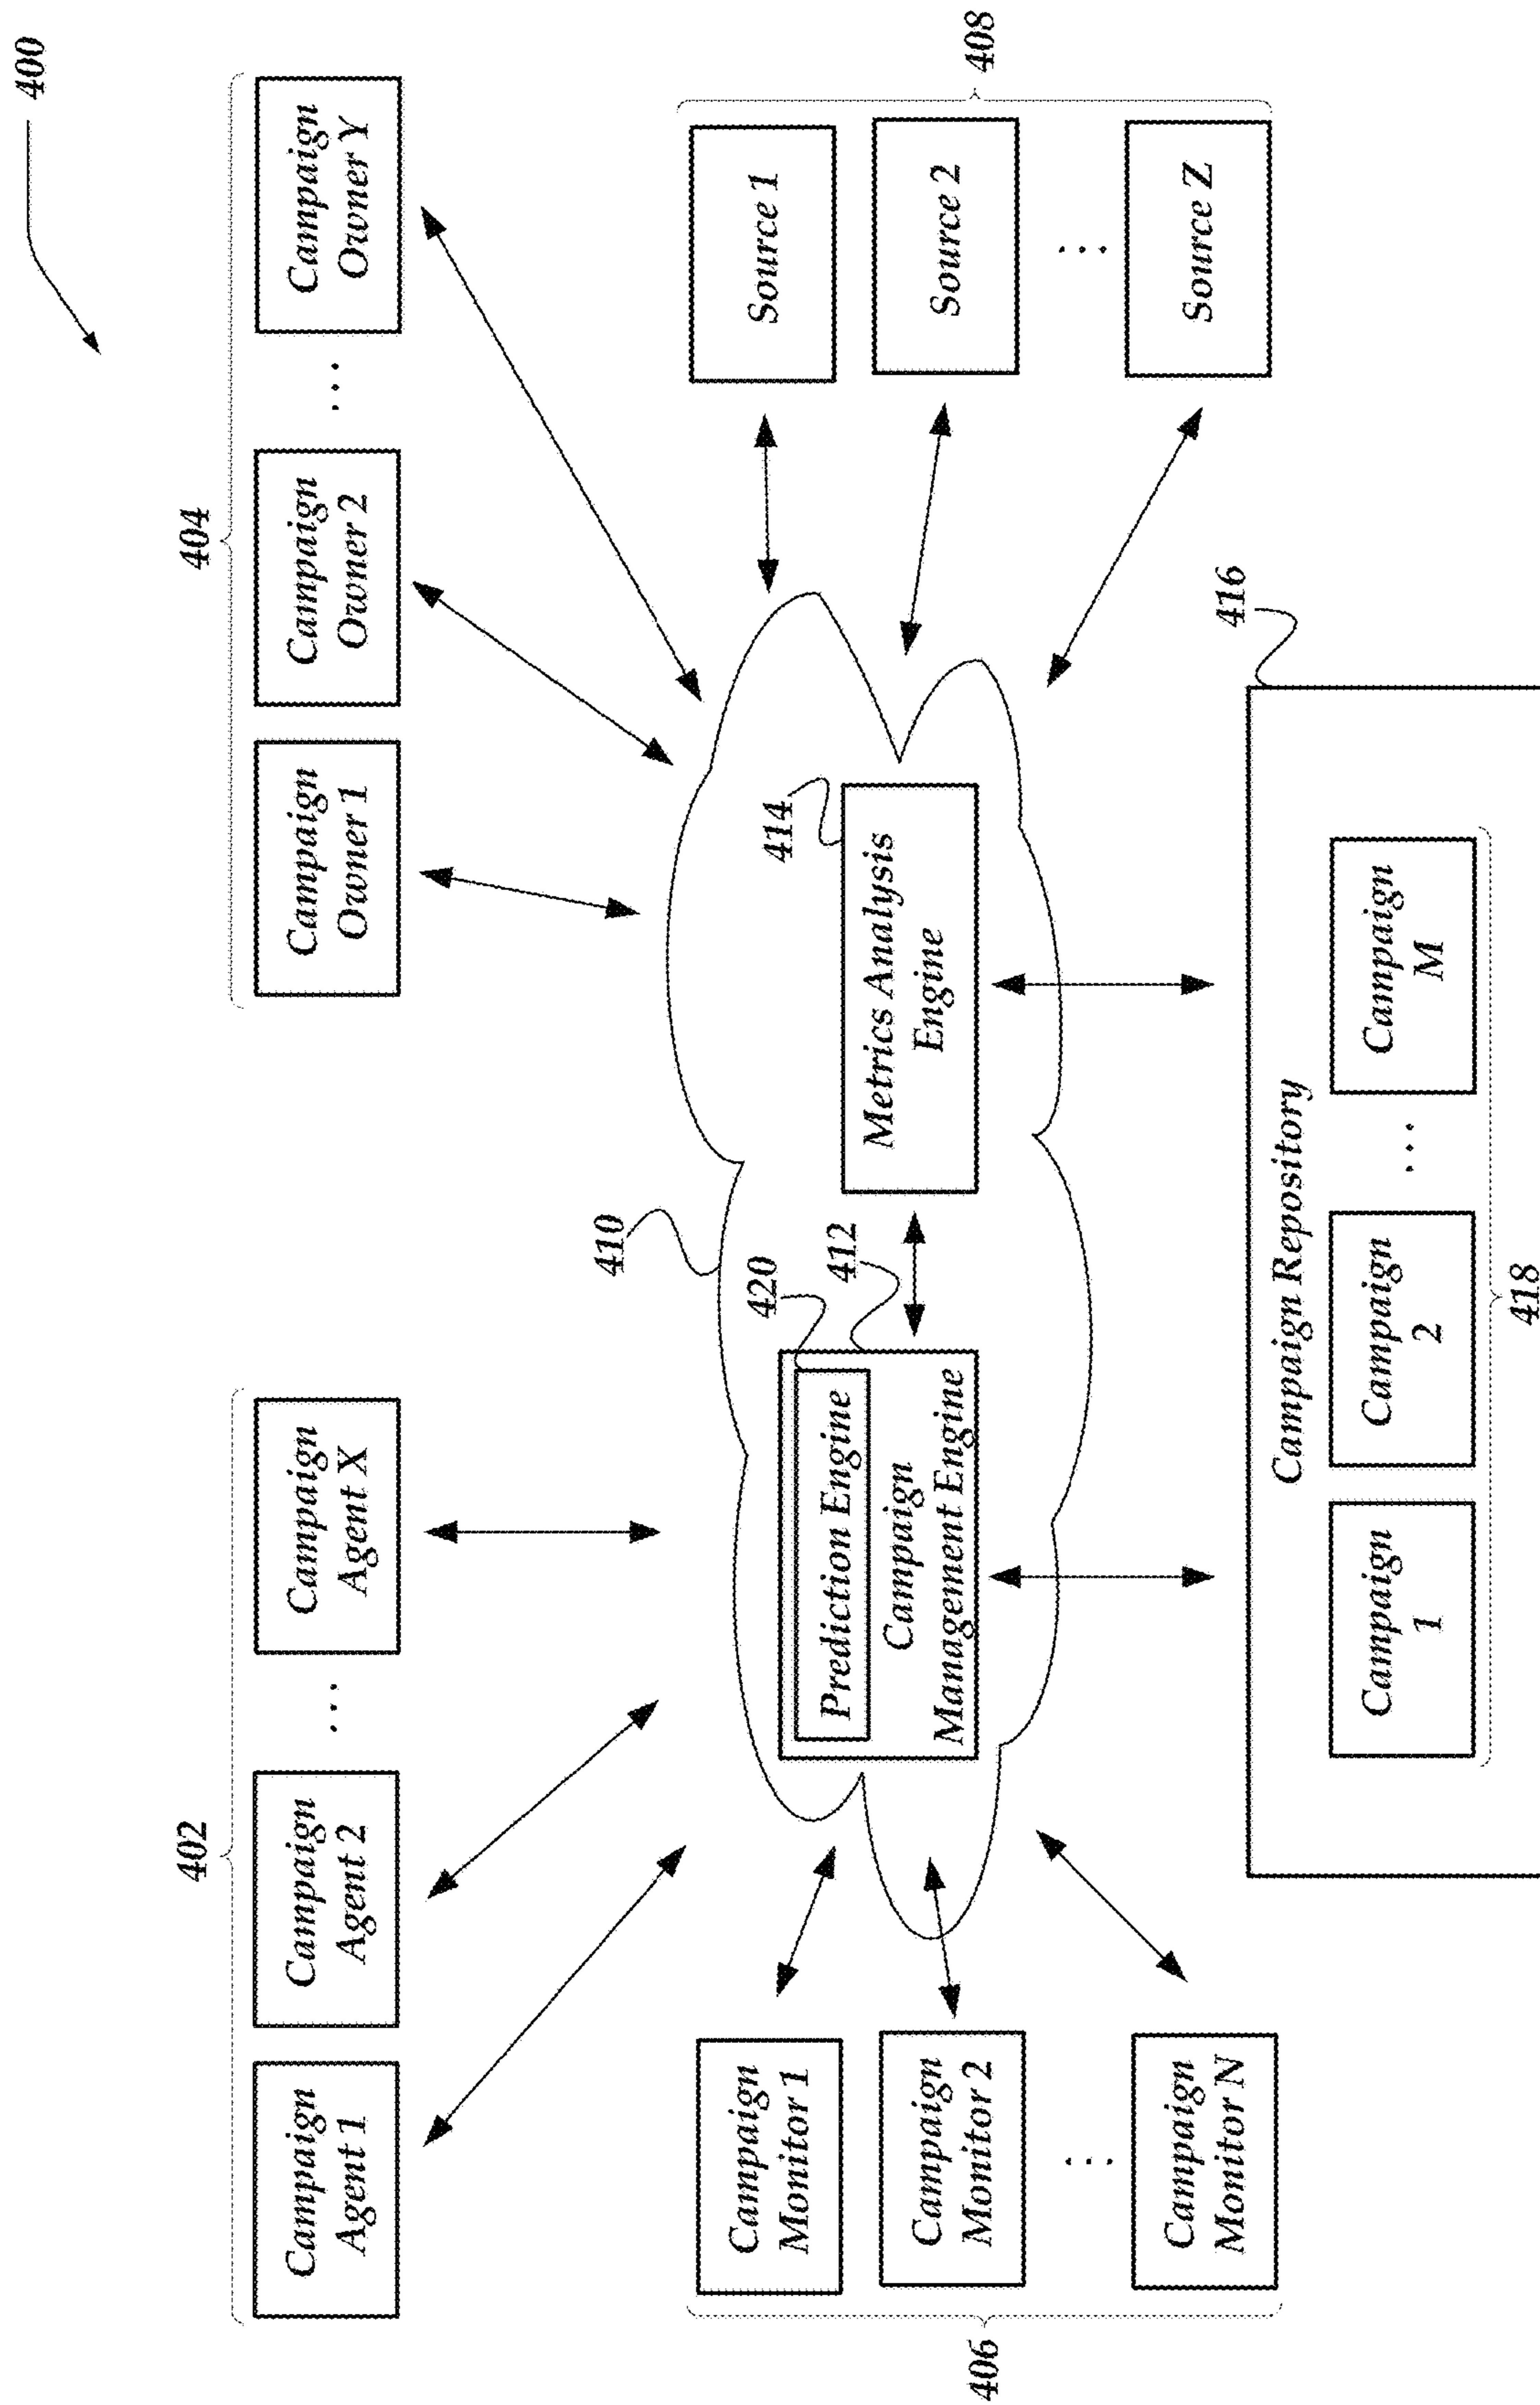 400
402
404
Campaign
Agent 1
Campaign
Agent 2
...
Campaign
Agent X
Campaign
Owner 1
Campaign
Owner 2
...
Campaign
Owner Y
406
Campaign
Monitor 1
Campaign
Monitor 2
...
Campaign
Monitor N
410
420
412
Prediction Engine
Campaign
Management Engine
414
Metrics Analysis
Engine
408
Source 1
Source 2
...
Source Z
416
Campaign Repository
Campaign
1
Campaign
2
...
Campaign
M
418